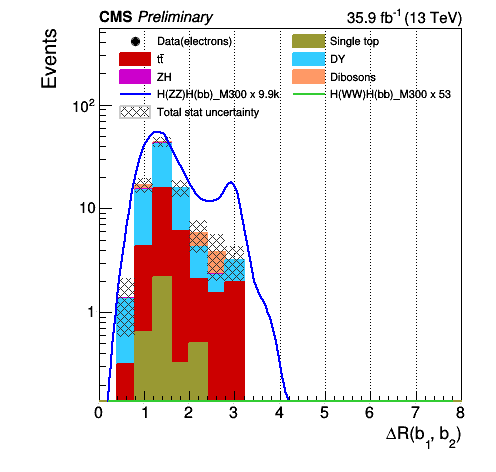 CMS Preliminary 35.9 fb⁻¹ (13 TeV)
Events
Data(electrons) Single top
tt̄ DY
ZH Dibosons
H(ZZ)H(bb)_M300 x 9.9k H(WW)H(bb)_M300 x 53
Total stat uncertainty
10²
10
1
0 1 2 3 4 5 6 7 8
ΔR(b₁, b₂)